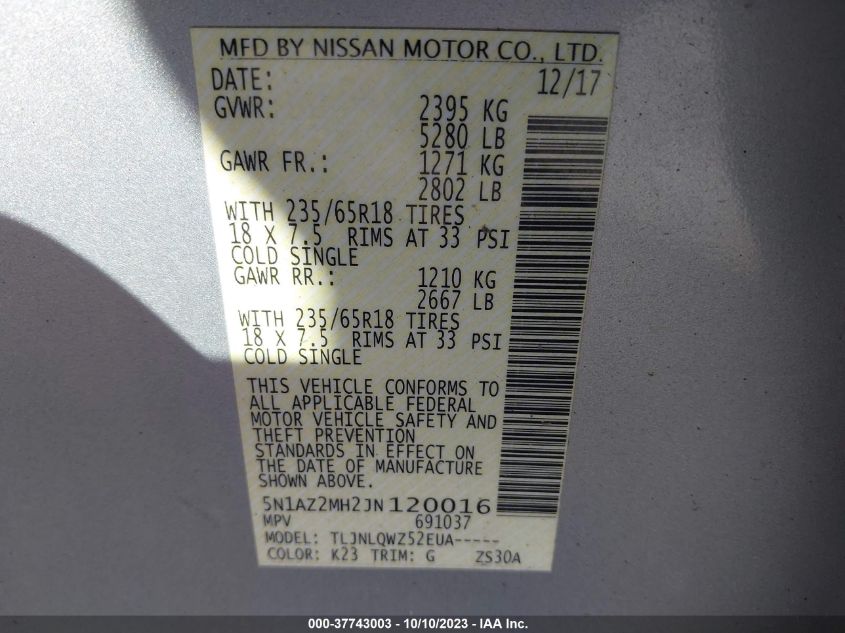 MFD BY NISSAN MOTOR CO., LTD.
DATE: 12/17
GVWR: 2395 KG
5280 LB
GAWR FR.: 1271 KG
2802 LB
WITH 235/65R18 TIRES
18 X 7.5 RIMS AT 33 PSI
COLD SINGLE
GAWR RR.: 1210 KG
2667 LB
WITH 235/65R18 TIRES
18 X 7.5 RIMS AT 33 PSI
COLD SINGLE
THIS VEHICLE CONFORMS TO
ALL APPLICABLE FEDERAL
MOTOR VEHICLE SAFETY AND
THEFT PREVENTION
STANDARDS IN EFFECT ON
THE DATE OF MANUFACTURE
SHOWN ABOVE.
5N1AZ2MH2JN120016
MPV 691037
MODEL: TLJNLQWZ52EUA-----
COLOR: K23 TRIM: G ZS30A
000-37743003 - 10/10/2023 - IAA Inc.